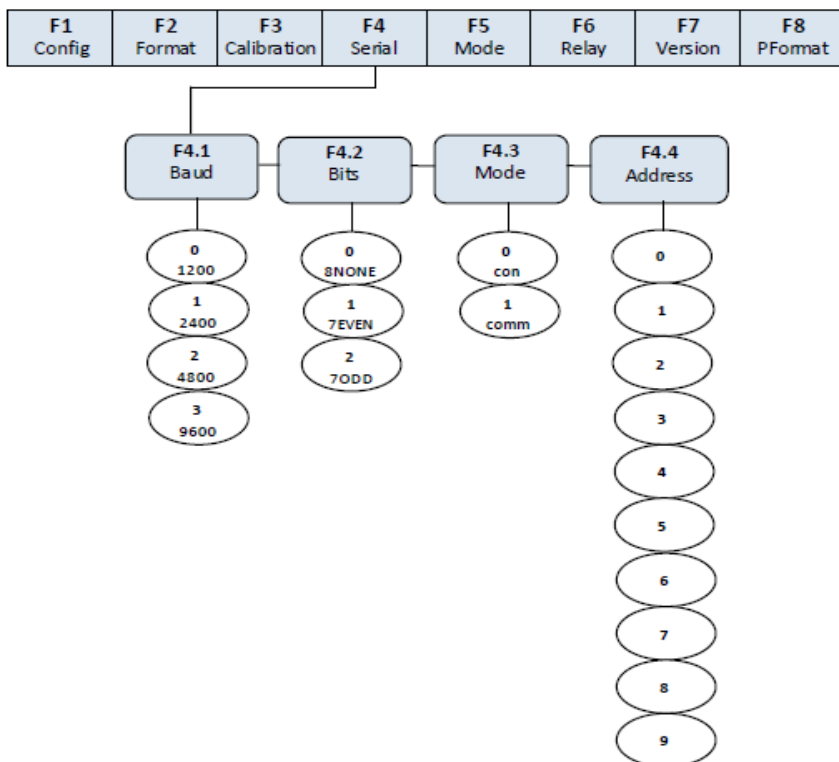 F1 F2 F3 F4 F5 F6 F7 F8
Config Format Calibration Serial Mode Relay Version PFormat
F4.1 F4.2 F4.3 F4.4
Baud Bits Mode Address
0 0 0 0
1200 8NONE con
1 1 1 1
2400 7EVEN comm
2 2 2
4800 7ODD
3 3
9600
4
5
6
7
8
9